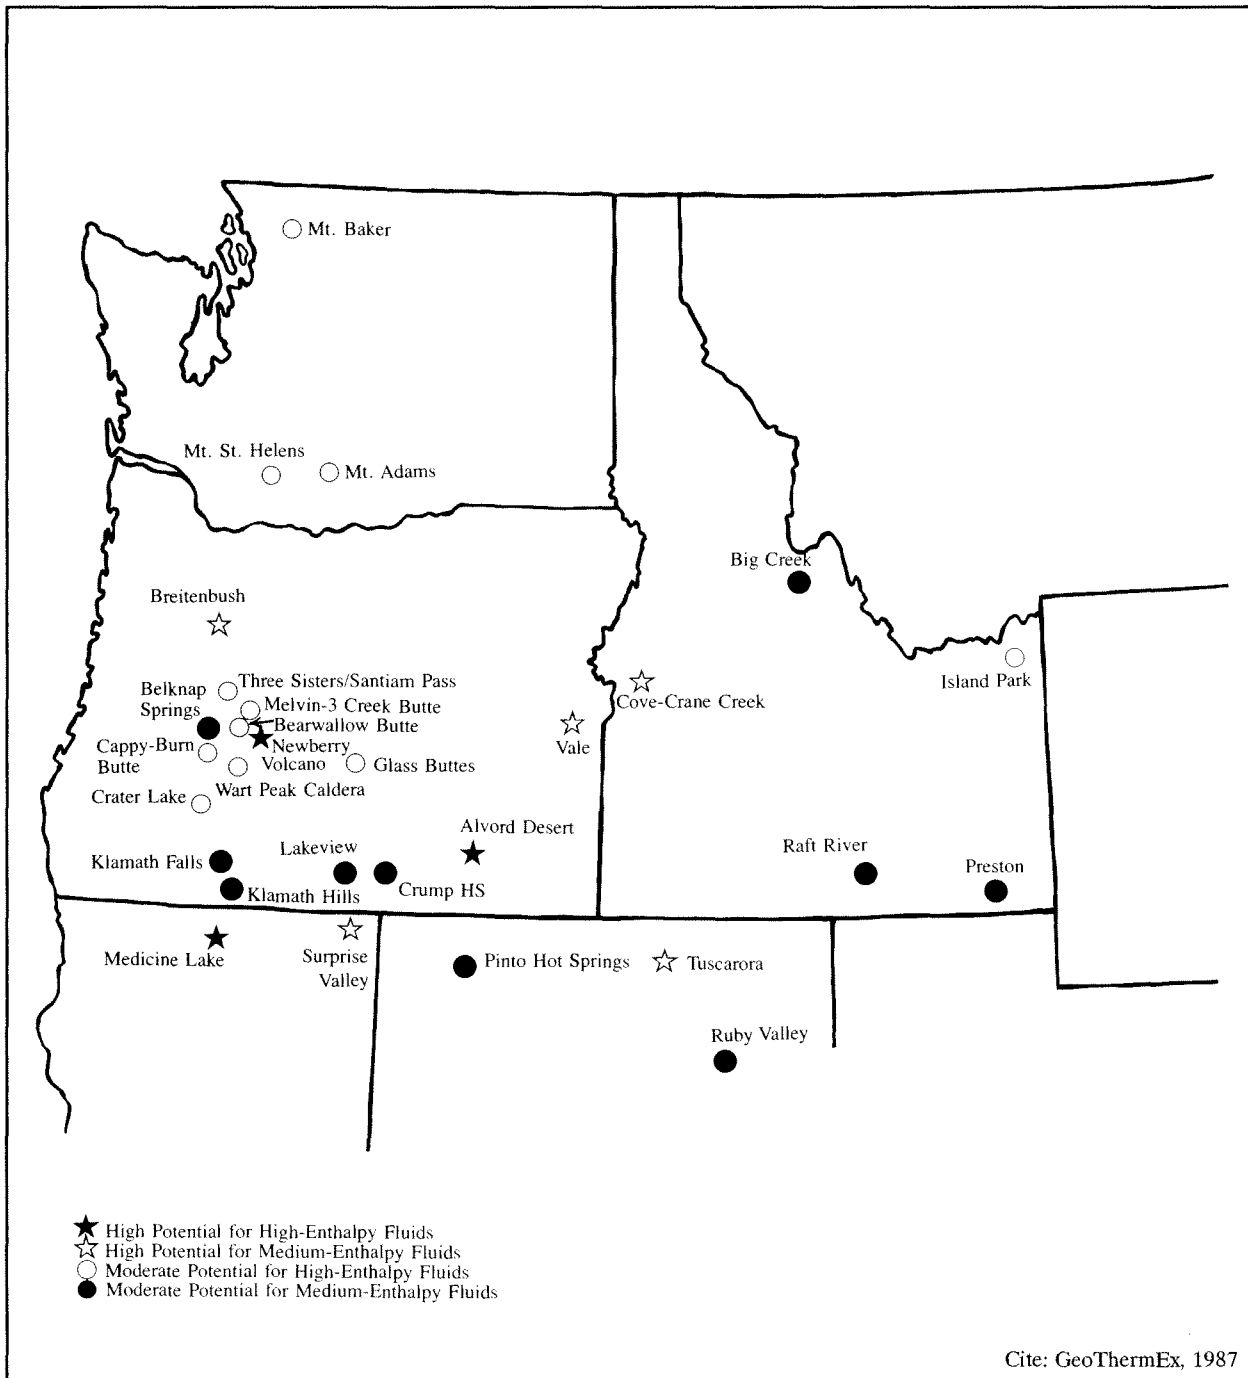 Mt. Baker
Mt. St. Helens
Mt. Adams
Big Creek
Breitenbush
Island Park
Three Sisters/Santiam Pass
Belknap
Springs
Melvin-3 Creek Butte
Bearwallow Butte
Cove-Crane Creek
Vale
Cappy-Burn
Butte
Newberry
Volcano
Glass Buttes
Wart Peak Caldera
Crater Lake
Alvord Desert
Klamath Falls
Lakeview
Raft River
Preston
Klamath Hills
Crump HS
Medicine Lake
Surprise
Valley
Pinto Hot Springs
Tuscarora
Ruby Valley
High Potential for High-Enthalpy Fluids
High Potential for Medium-Enthalpy Fluids
Moderate Potential for High-Enthalpy Fluids
Moderate Potential for Medium-Enthalpy Fluids
Cite: GeoThermEx, 1987